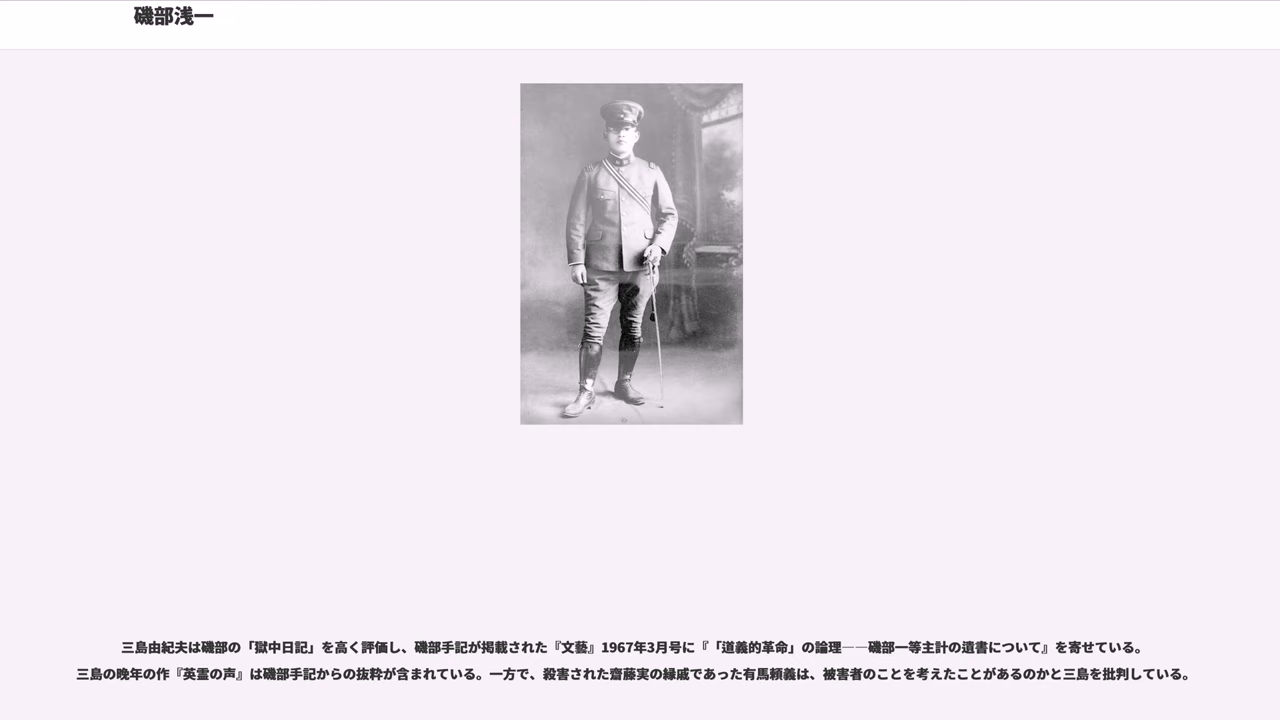 磯部浅一
三島由紀夫は磯部の「獄中日記」を高く評価し、磯部手記が掲載された『文藝』1967年3月号に『「道義的革命」の論理――磯部一等主計の遺書について』を寄せている。
三島の晩年の作『英霊の声』は磯部手記からの抜粋が含まれている。一方で、殺害された齋藤実の縁戚であった有馬頼義は、被害者のことを考えたことがあるのかと三島を批判している。